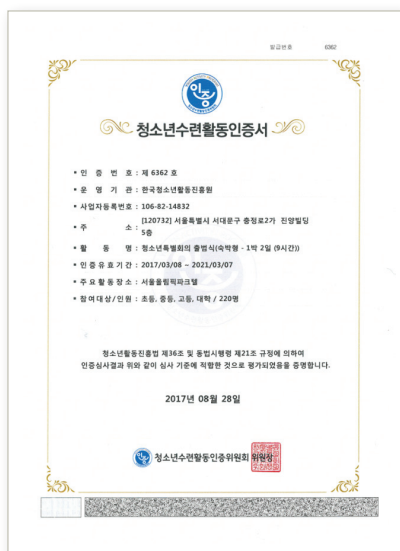 발급번호 6362
인증
청소년수련활동인증서
• 인 증 번 호 : 제 6362 호
• 운 영 기 관 : 한국청소년활동진흥원
• 사업자등록번호 : 106-82-14832
• 주 소 : [120732] 서울특별시 서대문구 충정로2가 진양빌딩
5층
• 활 동 명 : 청소년특별회의 출범식(숙박형 - 1박 2일 (9시간))
• 인증유효기간 : 2017/03/08 ~ 2021/03/07
• 주요활동장소 : 서울올림픽파크텔
• 참여대상/인원 : 초등, 중등, 고등, 대학 / 220명
청소년활동진흥법 제36조 및 동법시행령 제21조 규정에 의하여
인증심사결과 위와 같이 심사 기준에 적합한 것으로 평가되었음을 증명합니다.
2017년 08월 28일
인증 청소년수련활동인증위원회 위원장